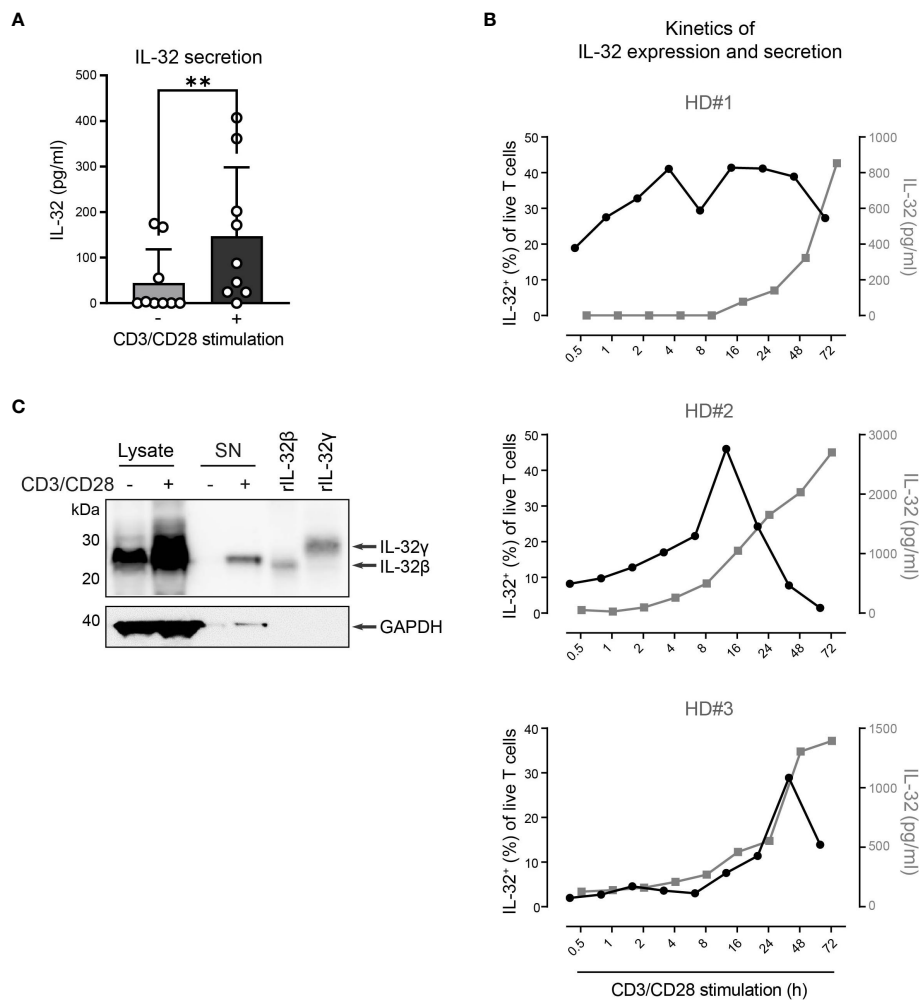 A
IL-32 secretion
**
500
400
300
200
100
0
IL-32 (pg/ml)
- +
CD3/CD28 stimulation
B
Kinetics of
IL-32 expression and secretion
HD#1
50
40
30
20
10
0
IL-32⁺ (%) of live T cells
1000
800
600
400
200
0
IL-32 (pg/ml)
0.5 1 2 4 8 16 24 48 72
HD#2
50
40
30
20
10
0
IL-32⁺ (%) of live T cells
3000
2000
1000
0
IL-32 (pg/ml)
0.5 1 2 4 8 16 24 48 72
HD#3
40
30
20
10
0
IL-32⁺ (%) of live T cells
1500
1000
500
0
IL-32 (pg/ml)
0.5 1 2 4 8 16 24 48 72
CD3/CD28 stimulation (h)
C
Lysate SN rIL-32β rIL-32γ
CD3/CD28 - + - +
kDa
30
20
IL-32γ
IL-32β
40
GAPDH